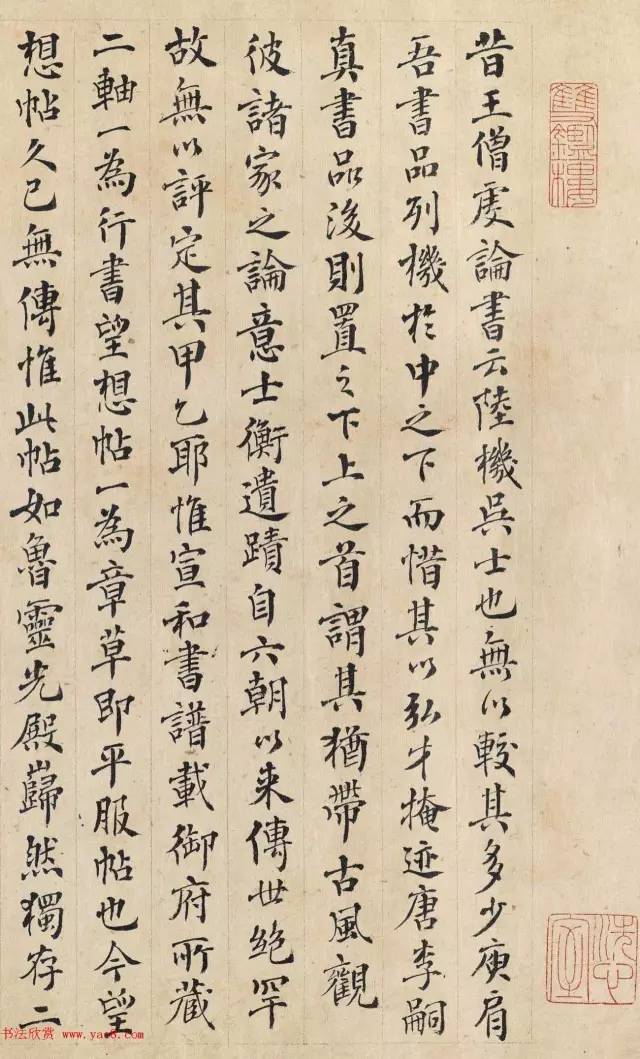 昔王僧虔論書云陸機吳士也無以較其多少庾肩
吾書品列機於中之下而惜其以弘才掩迹唐李嗣
真書品後則置之下上之首謂其猶帶古風觀
彼諸家之論意士衡遺蹟自六朝以来傳世絶罕
故無以評定其甲乙耶惟宣和書譜載御府所藏
二軸一為行書望想帖一為章草即平服帖也今望
想帖久已無傳惟此帖如魯靈光殿巋然獨存二
雙鑑樓
书法欣赏 www.yac8.com